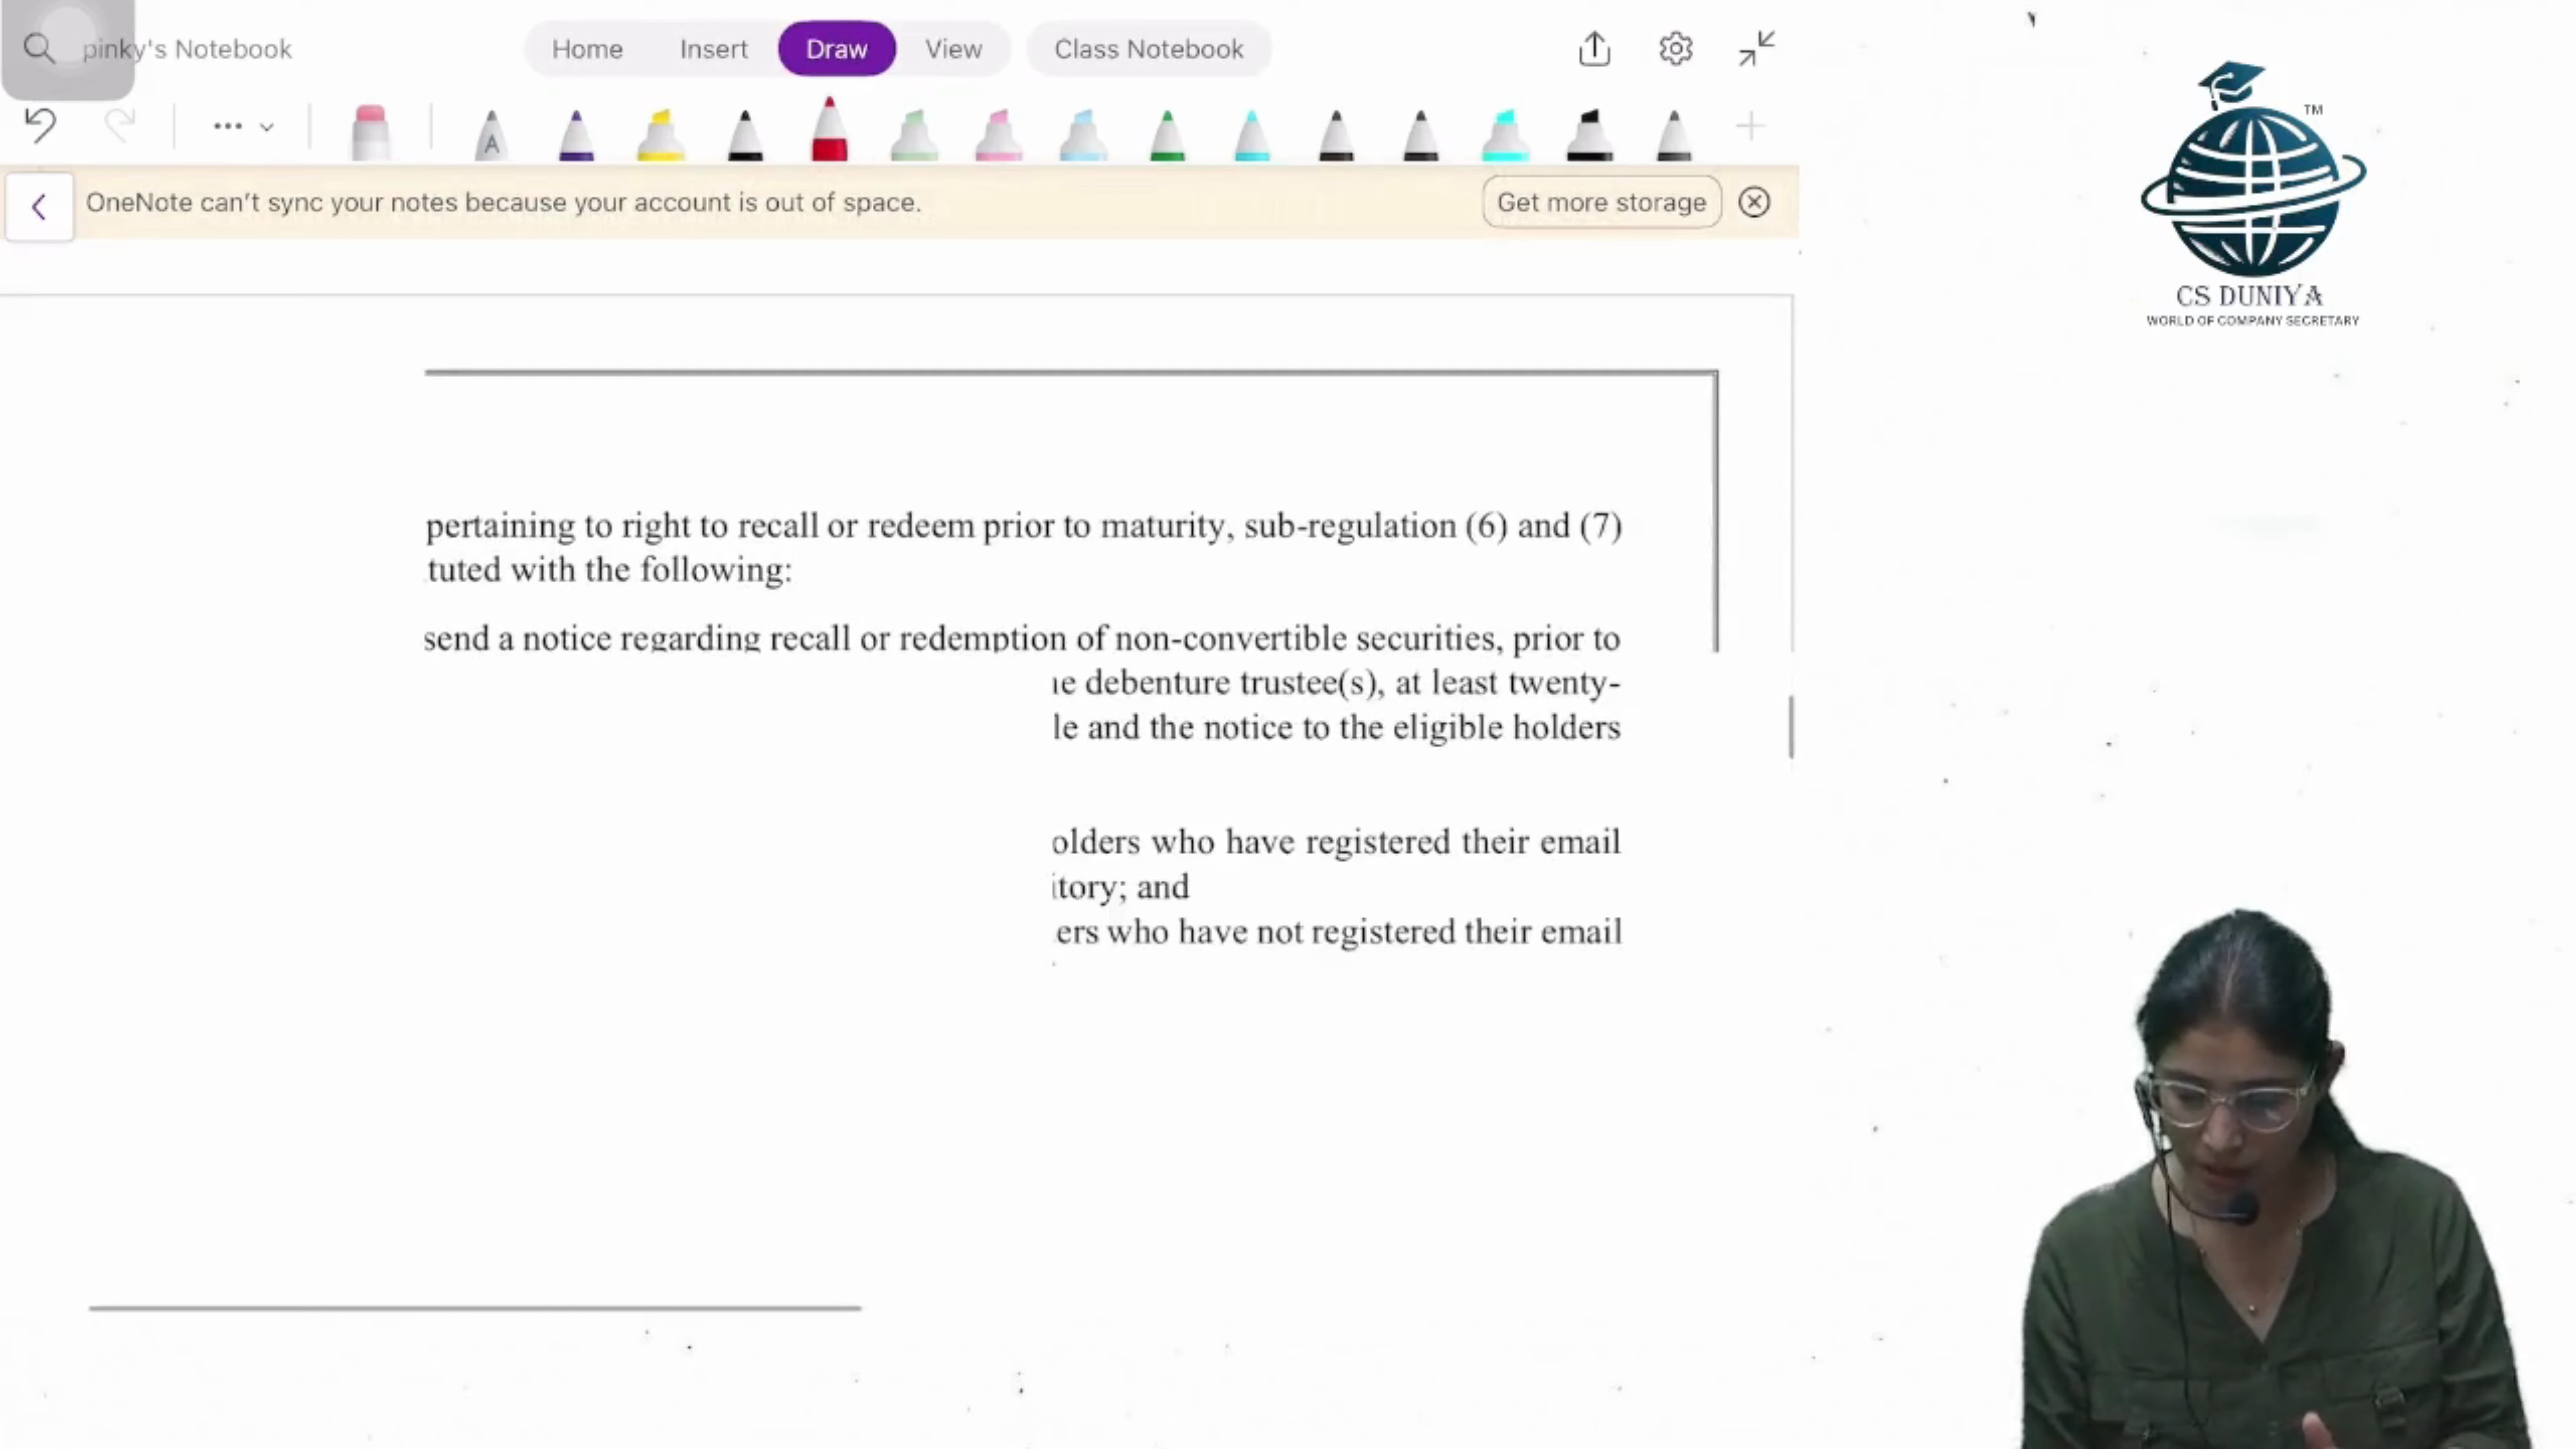 pinky's Notebook
Home Insert Draw View Class Notebook
A
OneNote can't sync your notes because your account is out of space.
Get more storage
TM
CS DUNIYA
WORLD OF COMPANY SECRETARY
pertaining to right to recall or redeem prior to maturity, sub-regulation (6) and (7)
tuted with the following:
send a notice regarding recall or redemption of non-convertible securities, prior to
debenture trustee(s), at least twenty-
le and the notice to the eligible holders
olders who have registered their email
itory; and
ers who have not registered their email